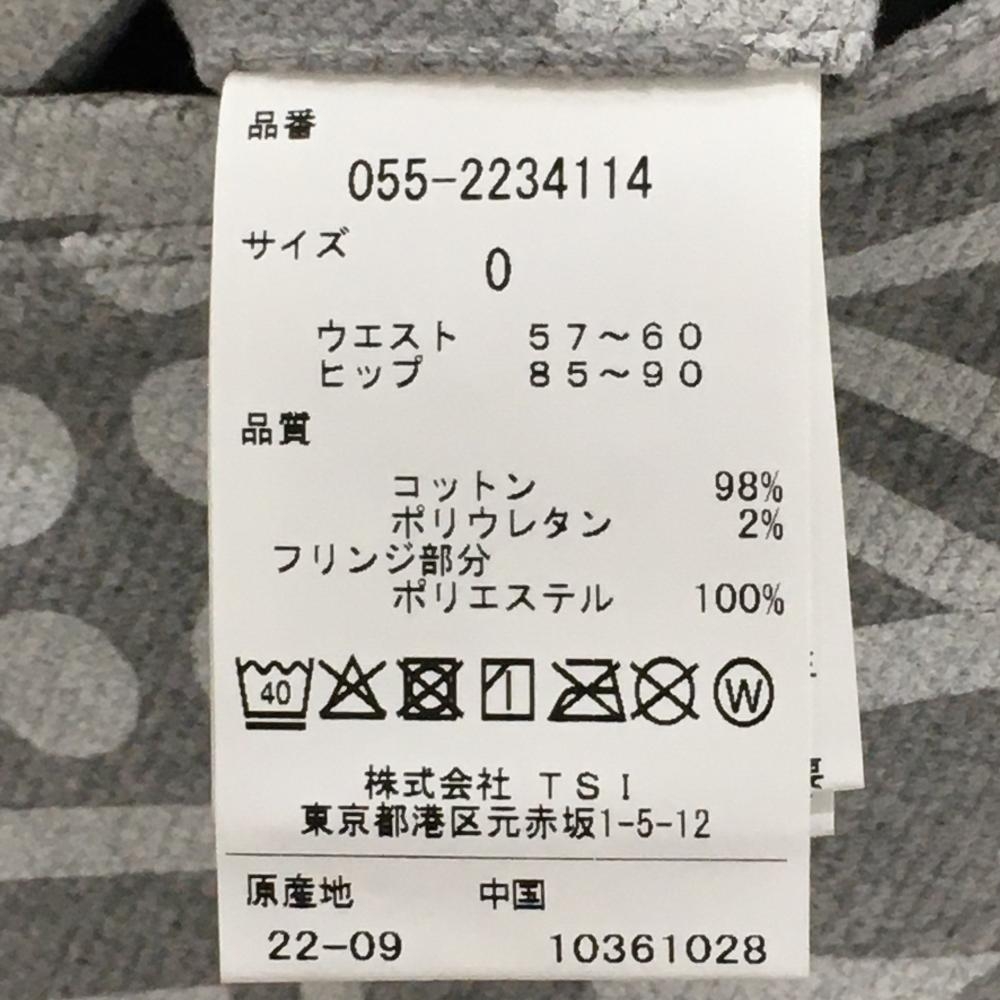 品番
055-2234114
サイズ
0
ウエスト 57～60
ヒップ 85～90
品質
コットン 98%
ポリウレタン 2%
フリンジ部分
ポリエステル 100%
40
W
株式会社 TSI
東京都港区元赤坂1-5-12
原産地 中国
22-09 10361028